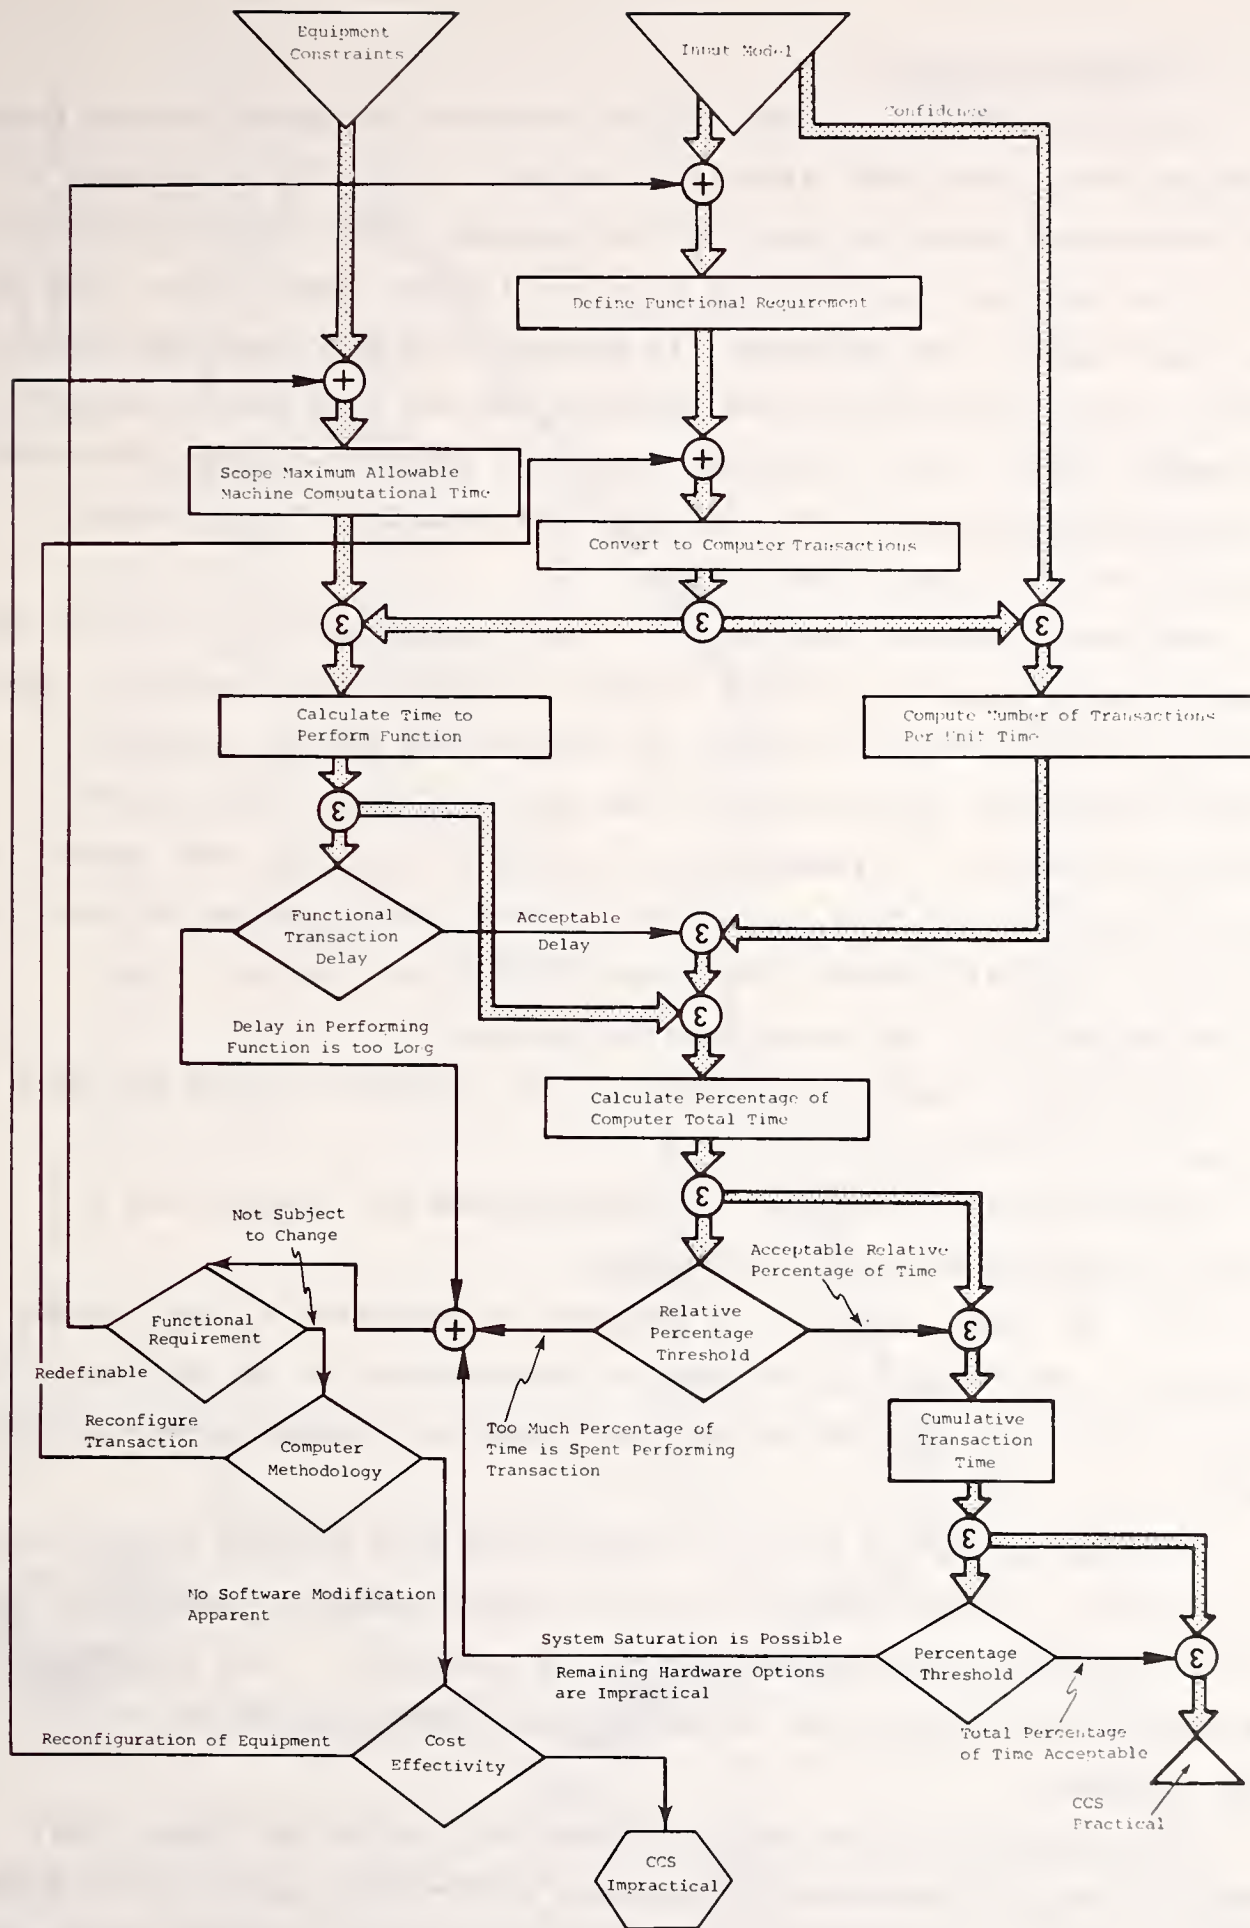 Equipment
Constraints
Input Model
Confidence
+
Define Functional Requirement
+
+
Scope Maximum Allowable
Machine Computational Time
Convert to Computer Transactions
ε
ε
ε
Calculate Time to
Perform Function
Compute Number of Transactions
Per Unit Time
ε
Functional
Transaction
Delay
Acceptable
Delay
ε
ε
Delay in Performing
Function is too Long
Calculate Percentage of
Computer Total Time
ε
Not Subject
to Change
Acceptable Relative
Percentage of Time
Functional
Requirement
+
Relative
Percentage
Threshold
ε
Redefinable
Reconfigure
Transaction
Computer
Methodology
Too Much Percentage of
Time is Spent Performing
Transaction
Cumulative
Transaction
Time
ε
No Software Modification
Apparent
System Saturation is Possible
Remaining Hardware Options
are Impractical
Percentage
Threshold
ε
Total Percentage
of Time Acceptable
Reconfiguration of Equipment
Cost
Effectivity
CCS
Practical
CCS
Impractical